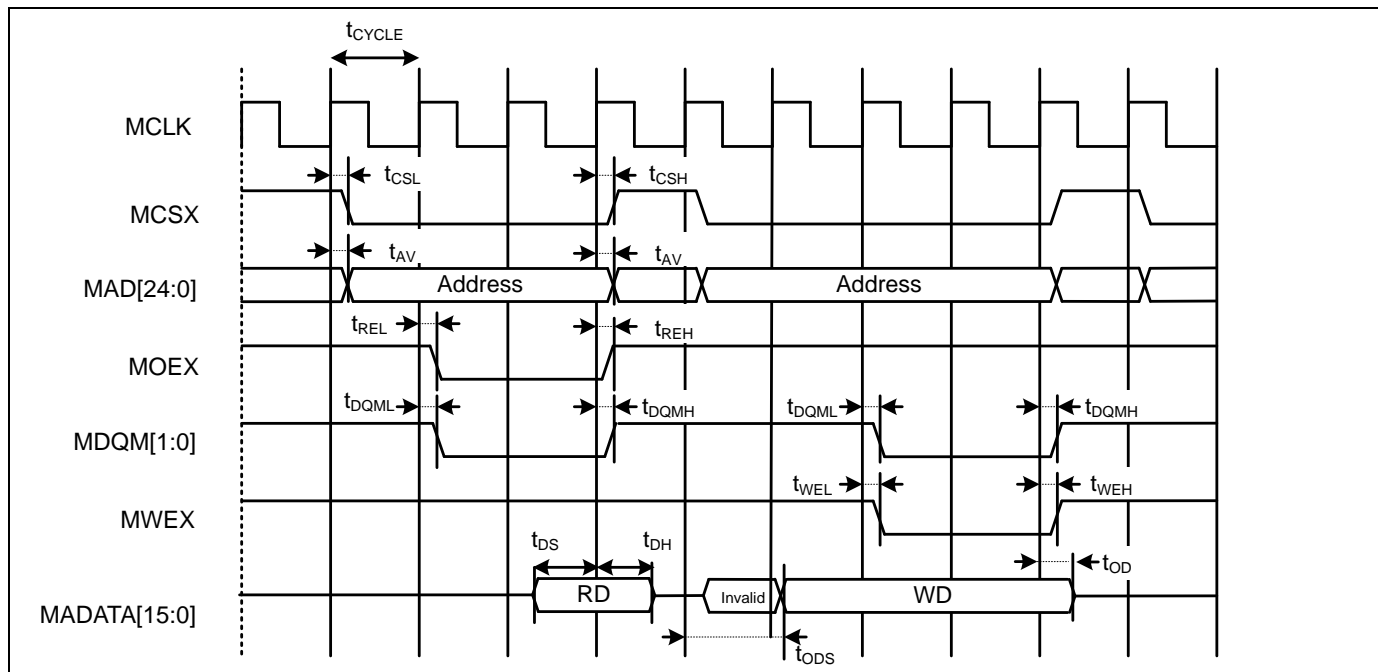 tCYCLE
MCLK
tCSL tCSH
MCSX
tAV tAV
MAD[24:0] Address Address
tREL tREH
MOEX
tDQML tDQMH tDQML tDQMH
MDQM[1:0]
tWEL tWEH
MWEX
tDS tDH
tOD
MADATA[15:0] RD Invalid WD
tODS